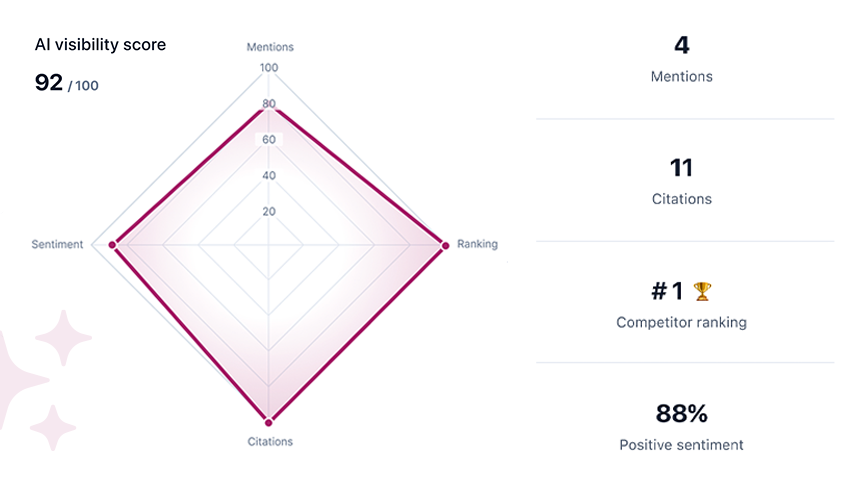 AI visibility score
92 / 100
Mentions
100
80
60
40
20
Sentiment
Ranking
Citations
4
Mentions
11
Citations
#1 🏆
Competitor ranking
88%
Positive sentiment